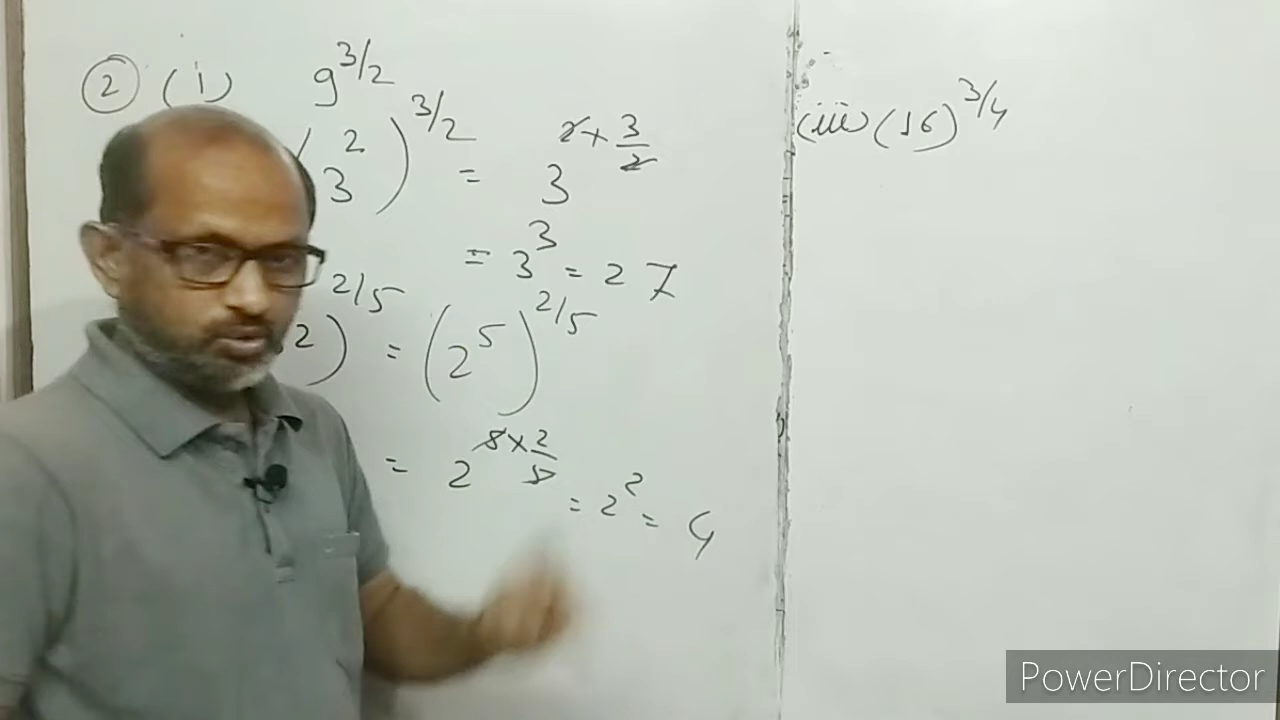 ② (i) 9^{3/2}
(3^2)^{3/2} = 3^{2×3/2}
= 3^3 = 27
2)^{2/5} = (2^5)^{2/5}
= 2^{5×2/5}
= 2^2 = 4
(iii) (16)^{3/4}
PowerDirector